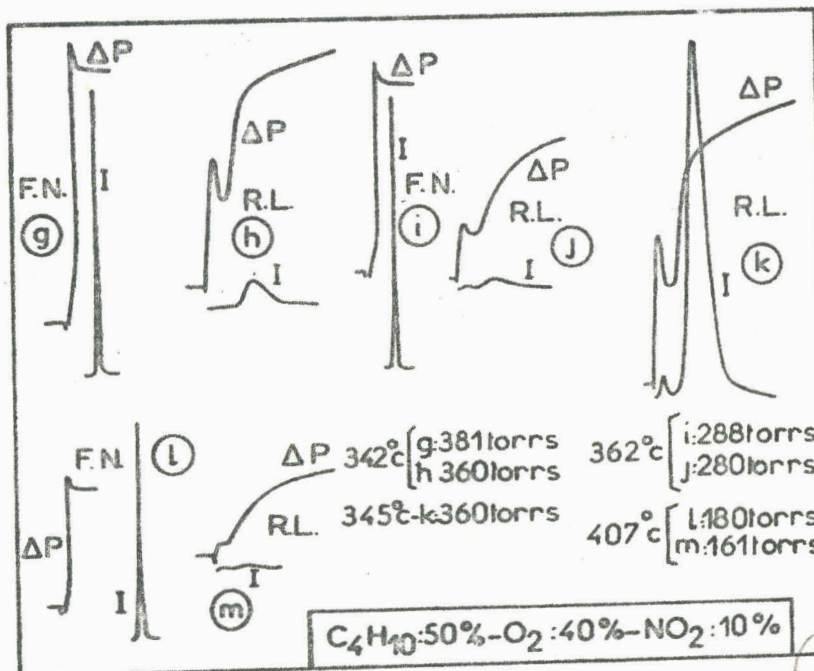 ΔP
F.N.
I
g
ΔP
R.L.
h
I
ΔP
I
F.N.
i
ΔP
R.L.
j
I
ΔP
R.L.
I
k
F.N.
l
ΔP
I
ΔP
R.L.
I
m
342°c [g:381torrs
h:360torrs
345°c-k:360torrs
362°c [i:288torrs
j:280torrs
407°c [l:180torrs
m:161torrs
C₄H₁₀:50%-O₂:40%-NO₂:10%